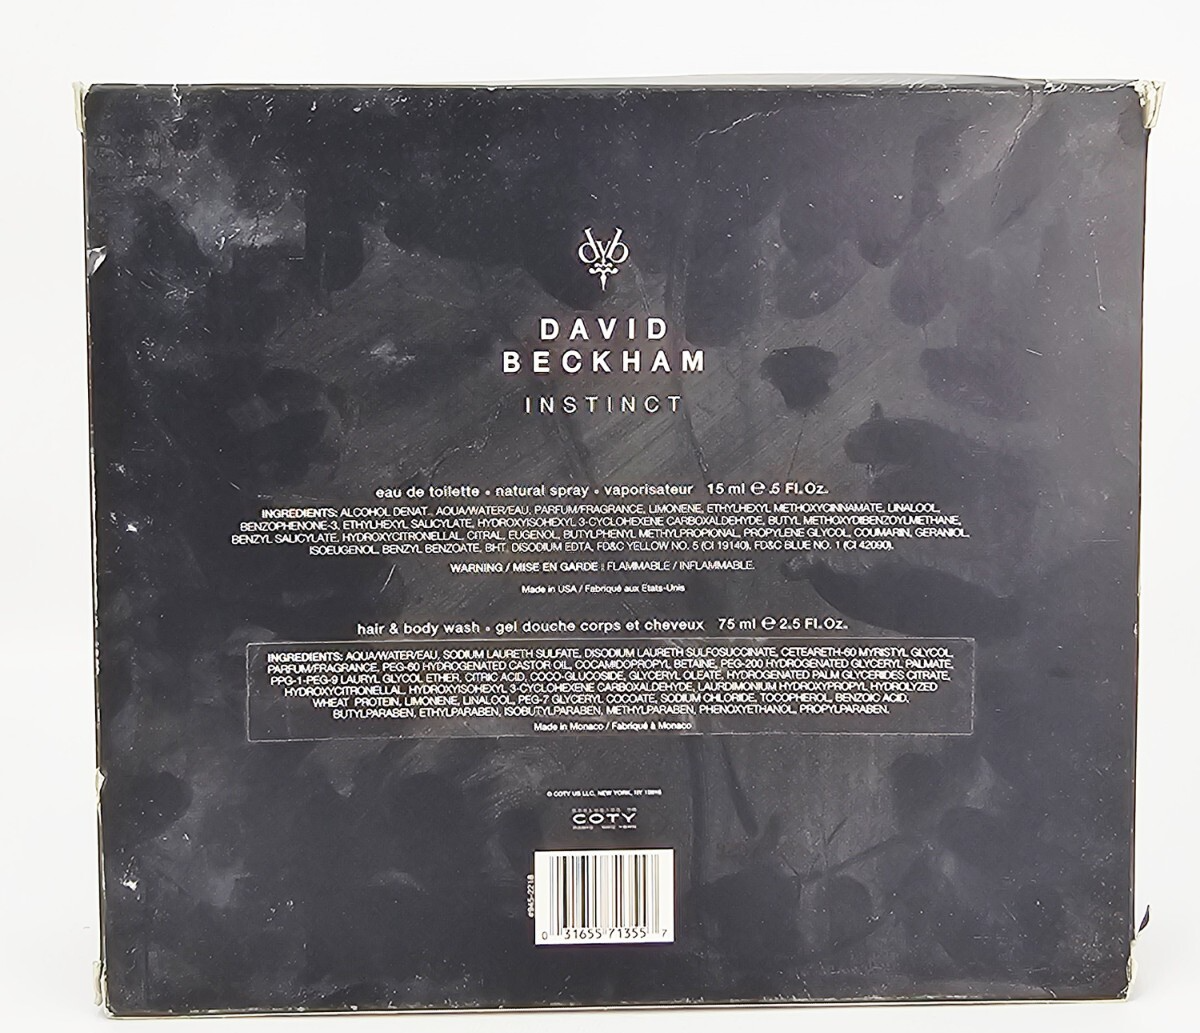 dvb
DAVID
BECKHAM
INSTINCT
eau de toilette • natural spray • vaporisateur 15 ml ℮ .5 Fl. Oz.
INGREDIENTS: ALCOHOL DENAT., AQUA/WATER/EAU, PARFUM/FRAGRANCE, LIMONENE, ETHYLHEXYL METHOXYCINNAMATE, LINALOOL,
BENZOPHENONE-3, ETHYLHEXYL SALICYLATE, HYDROXYISOHEXYL 3-CYCLOHEXENE CARBOXALDEHYDE, BUTYL METHOXYDIBENZOYLMETHANE,
BENZYL SALICYLATE, HYDROXYCITRONELLAL, CITRAL, EUGENOL, BUTYLPHENYL METHYLPROPIONAL, PROPYLENE GLYCOL, COUMARIN, GERANIOL,
ISOEUGENOL, BENZYL BENZOATE, BHT, DISODIUM EDTA, FD&C YELLOW NO. 5 (CI 19140), FD&C BLUE NO. 1 (CI 42090).
WARNING / MISE EN GARDE : FLAMMABLE / INFLAMMABLE.
Made in USA / Fabriqué aux Etats-Unis
hair & body wash • gel douche corps et cheveux 75 ml ℮ 2.5 Fl. Oz.
INGREDIENTS: AQUA/WATER/EAU, SODIUM LAURETH SULFATE, DISODIUM LAURETH SULFOSUCCINATE, CETEARETH-60 MYRISTYL GLYCOL,
PARFUM/FRAGRANCE, PEG-60 HYDROGENATED CASTOR OIL, COCAMIDOPROPYL BETAINE, PEG-200 HYDROGENATED GLYCERYL PALMATE,
PPG-1-PEG-9 LAURYL GLYCOL ETHER, CITRIC ACID, COCO-GLUCOSIDE, GLYCERYL OLEATE, HYDROGENATED PALM GLYCERIDES CITRATE,
HYDROXYCITRONELLAL, HYDROXYISOHEXYL 3-CYCLOHEXENE CARBOXALDEHYDE, LAURDIMONIUM HYDROXYPROPYL HYDROLYZED
WHEAT PROTEIN, LIMONENE, LINALOOL, PEG-7 GLYCERYL COCOATE, SODIUM CHLORIDE, TOCOPHEROL, BENZOIC ACID,
BUTYLPARABEN, ETHYLPARABEN, ISOBUTYLPARABEN, METHYLPARABEN, PHENOXYETHANOL, PROPYLPARABEN.
Made in Monaco / Fabriqué à Monaco
© COTY US LLC, NEW YORK, NY
COTY
#945-2218
0 31655 71355 7